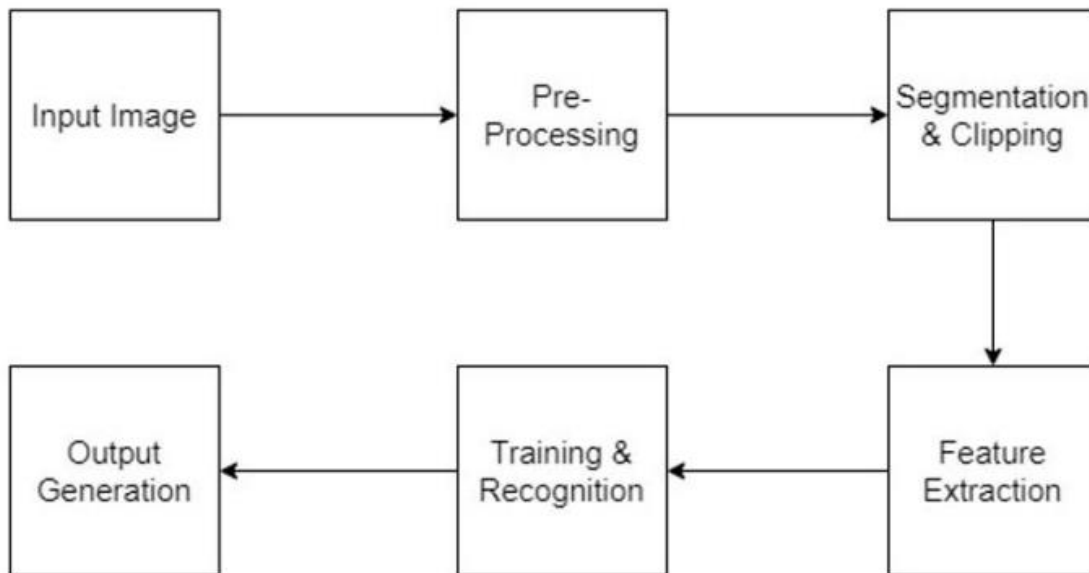 Input Image
Pre-
Processing
Segmentation
& Clipping
Feature
Extraction
Training &
Recognition
Output
Generation